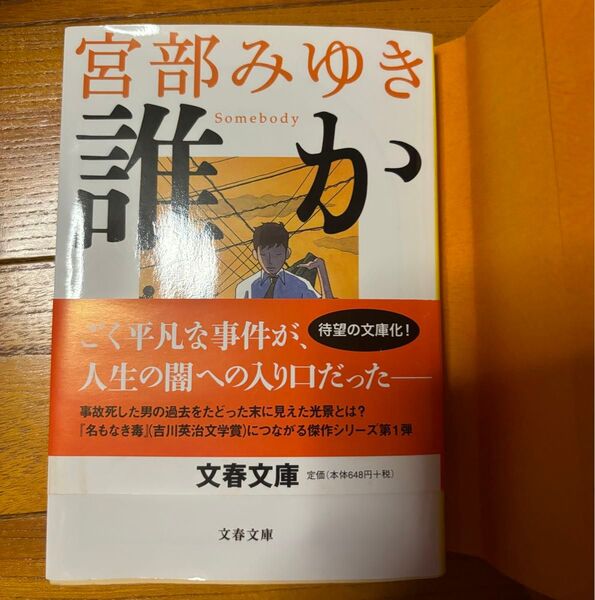 宮部みゆき
Somebody
誰か
ごく平凡な事件が、
待望の文庫化!
人生の闇への入り口だった──
事故死した男の過去をたどった末に見えた光景とは?
『名もなき毒』(吉川英治文学賞)につながる傑作シリーズ第1弾
文春文庫 定価(本体648円+税)
文春文庫